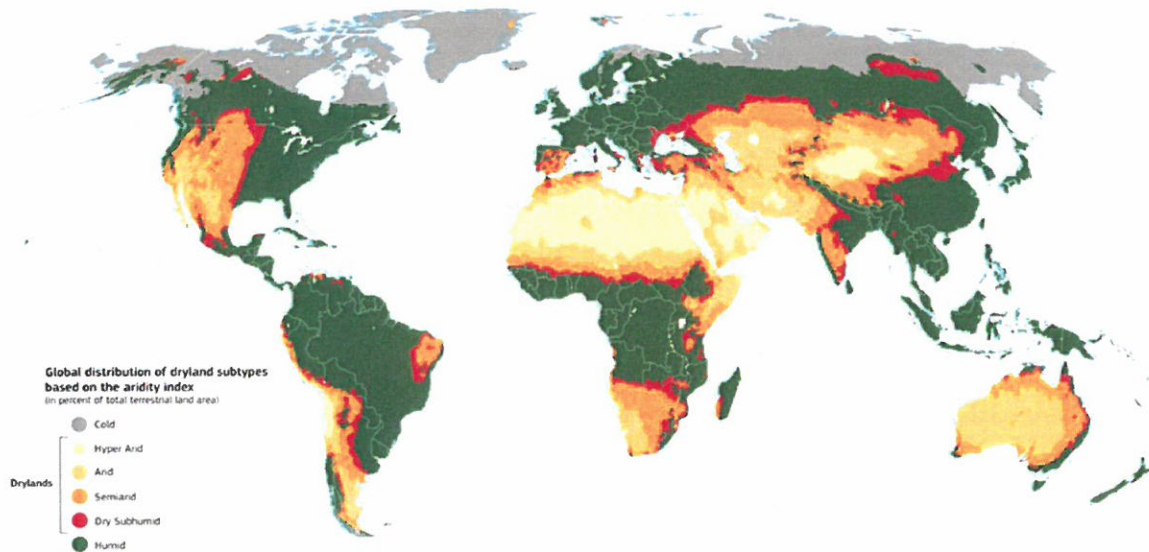 Global distribution of dryland subtypes
based on the aridity index
(in percent of total terrestrial land area)
Cold
Hyper Arid
Arid
Drylands
Semiarid
Dry Subhumid
Humid